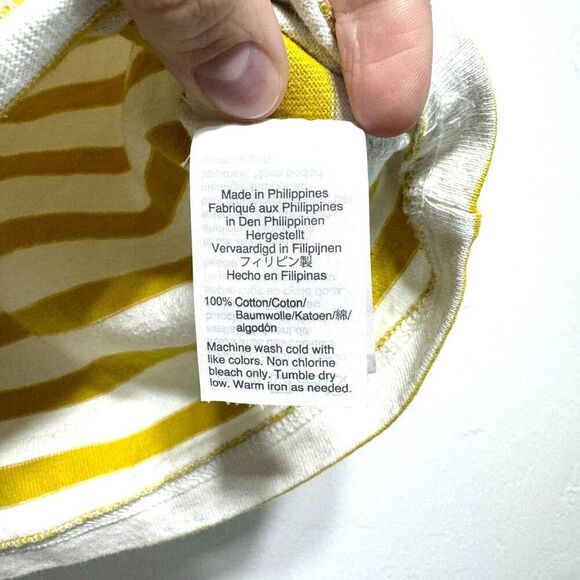 Made in Philippines
Fabriqué aux Philippines
in Den Philippinen
Hergestellt
Vervaardigd in Filipijnen
フィリピン製
Hecho en Filipinas
100% Cotton/Coton/
Baumwolle/Katoen/綿/
algodón
Machine wash cold with
like colors. Non chlorine
bleach only. Tumble dry
low. Warm iron as needed.